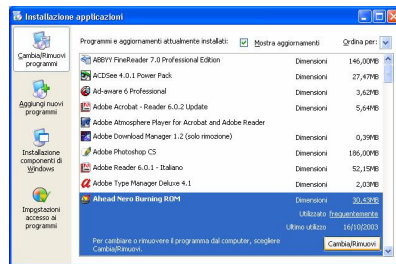 Installazione applicazioni
Programmi e aggiornamenti attualmente installati:
Mostra aggiornamenti
Ordina per:
Cambia/Rimuovi
programmi
Aggiungi nuovi
programmi
Installazione
componenti di
Windows
Impostazioni
accesso ai
programmi
ABBYY FineReader 7.0 Professional Edition Dimensioni 146,00MB
ACDSee 4.0.1 Power Pack Dimensioni 27,47MB
Ad-aware 6 Professional Dimensioni 3,62MB
Adobe Acrobat - Reader 6.0.2 Update Dimensioni 5,64MB
Adobe Atmosphere Player for Acrobat and Adobe Reader
Adobe Download Manager 1.2 (solo rimozione) Dimensioni 0,39MB
Adobe Photoshop CS Dimensioni 186,00MB
Adobe Reader 6.0.1 - Italiano Dimensioni 52,15MB
Adobe Type Manager Deluxe 4.1 Dimensioni 2,03MB
Ahead Nero Burning ROM Dimensioni 30,43MB
Utilizzato frequentemente
Ultimo utilizzo 16/10/2003
Per cambiare o rimuovere il programma dal computer, scegliere
Cambia/Rimuovi.
Cambia/Rimuovi